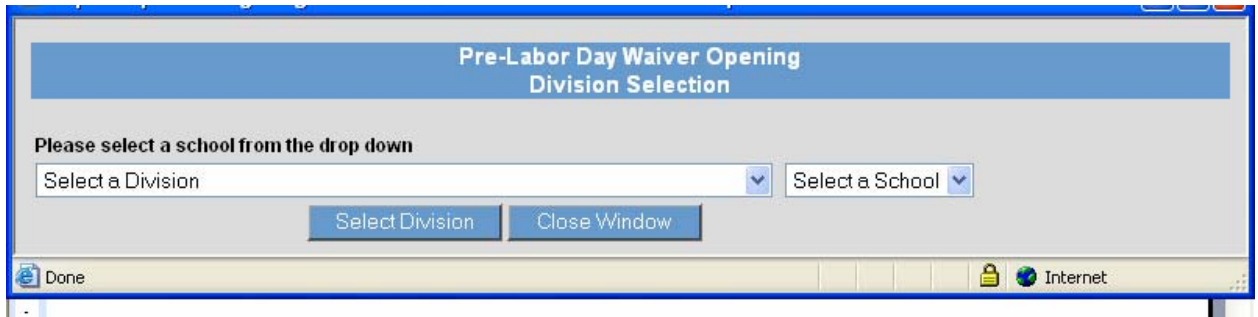 Pre-Labor Day Waiver Opening
Division Selection
Please select a school from the drop down
Select a Division
Select a School
Select Division
Close Window
Done
Internet